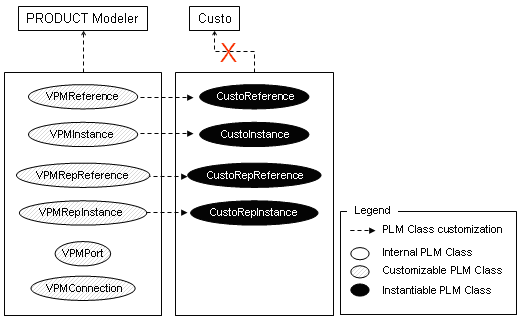 PRODUCT Modeler
Custo
VPMReference
CustoReference
VPMInstance
CustoInstance
VPMRepReference
CustoRepReference
VPMRepInstance
CustoRepInstance
VPMPort
VPMConnection
Legend
PLM Class customization
Internal PLM Class
Customizable PLM Class
Instantiable PLM Class